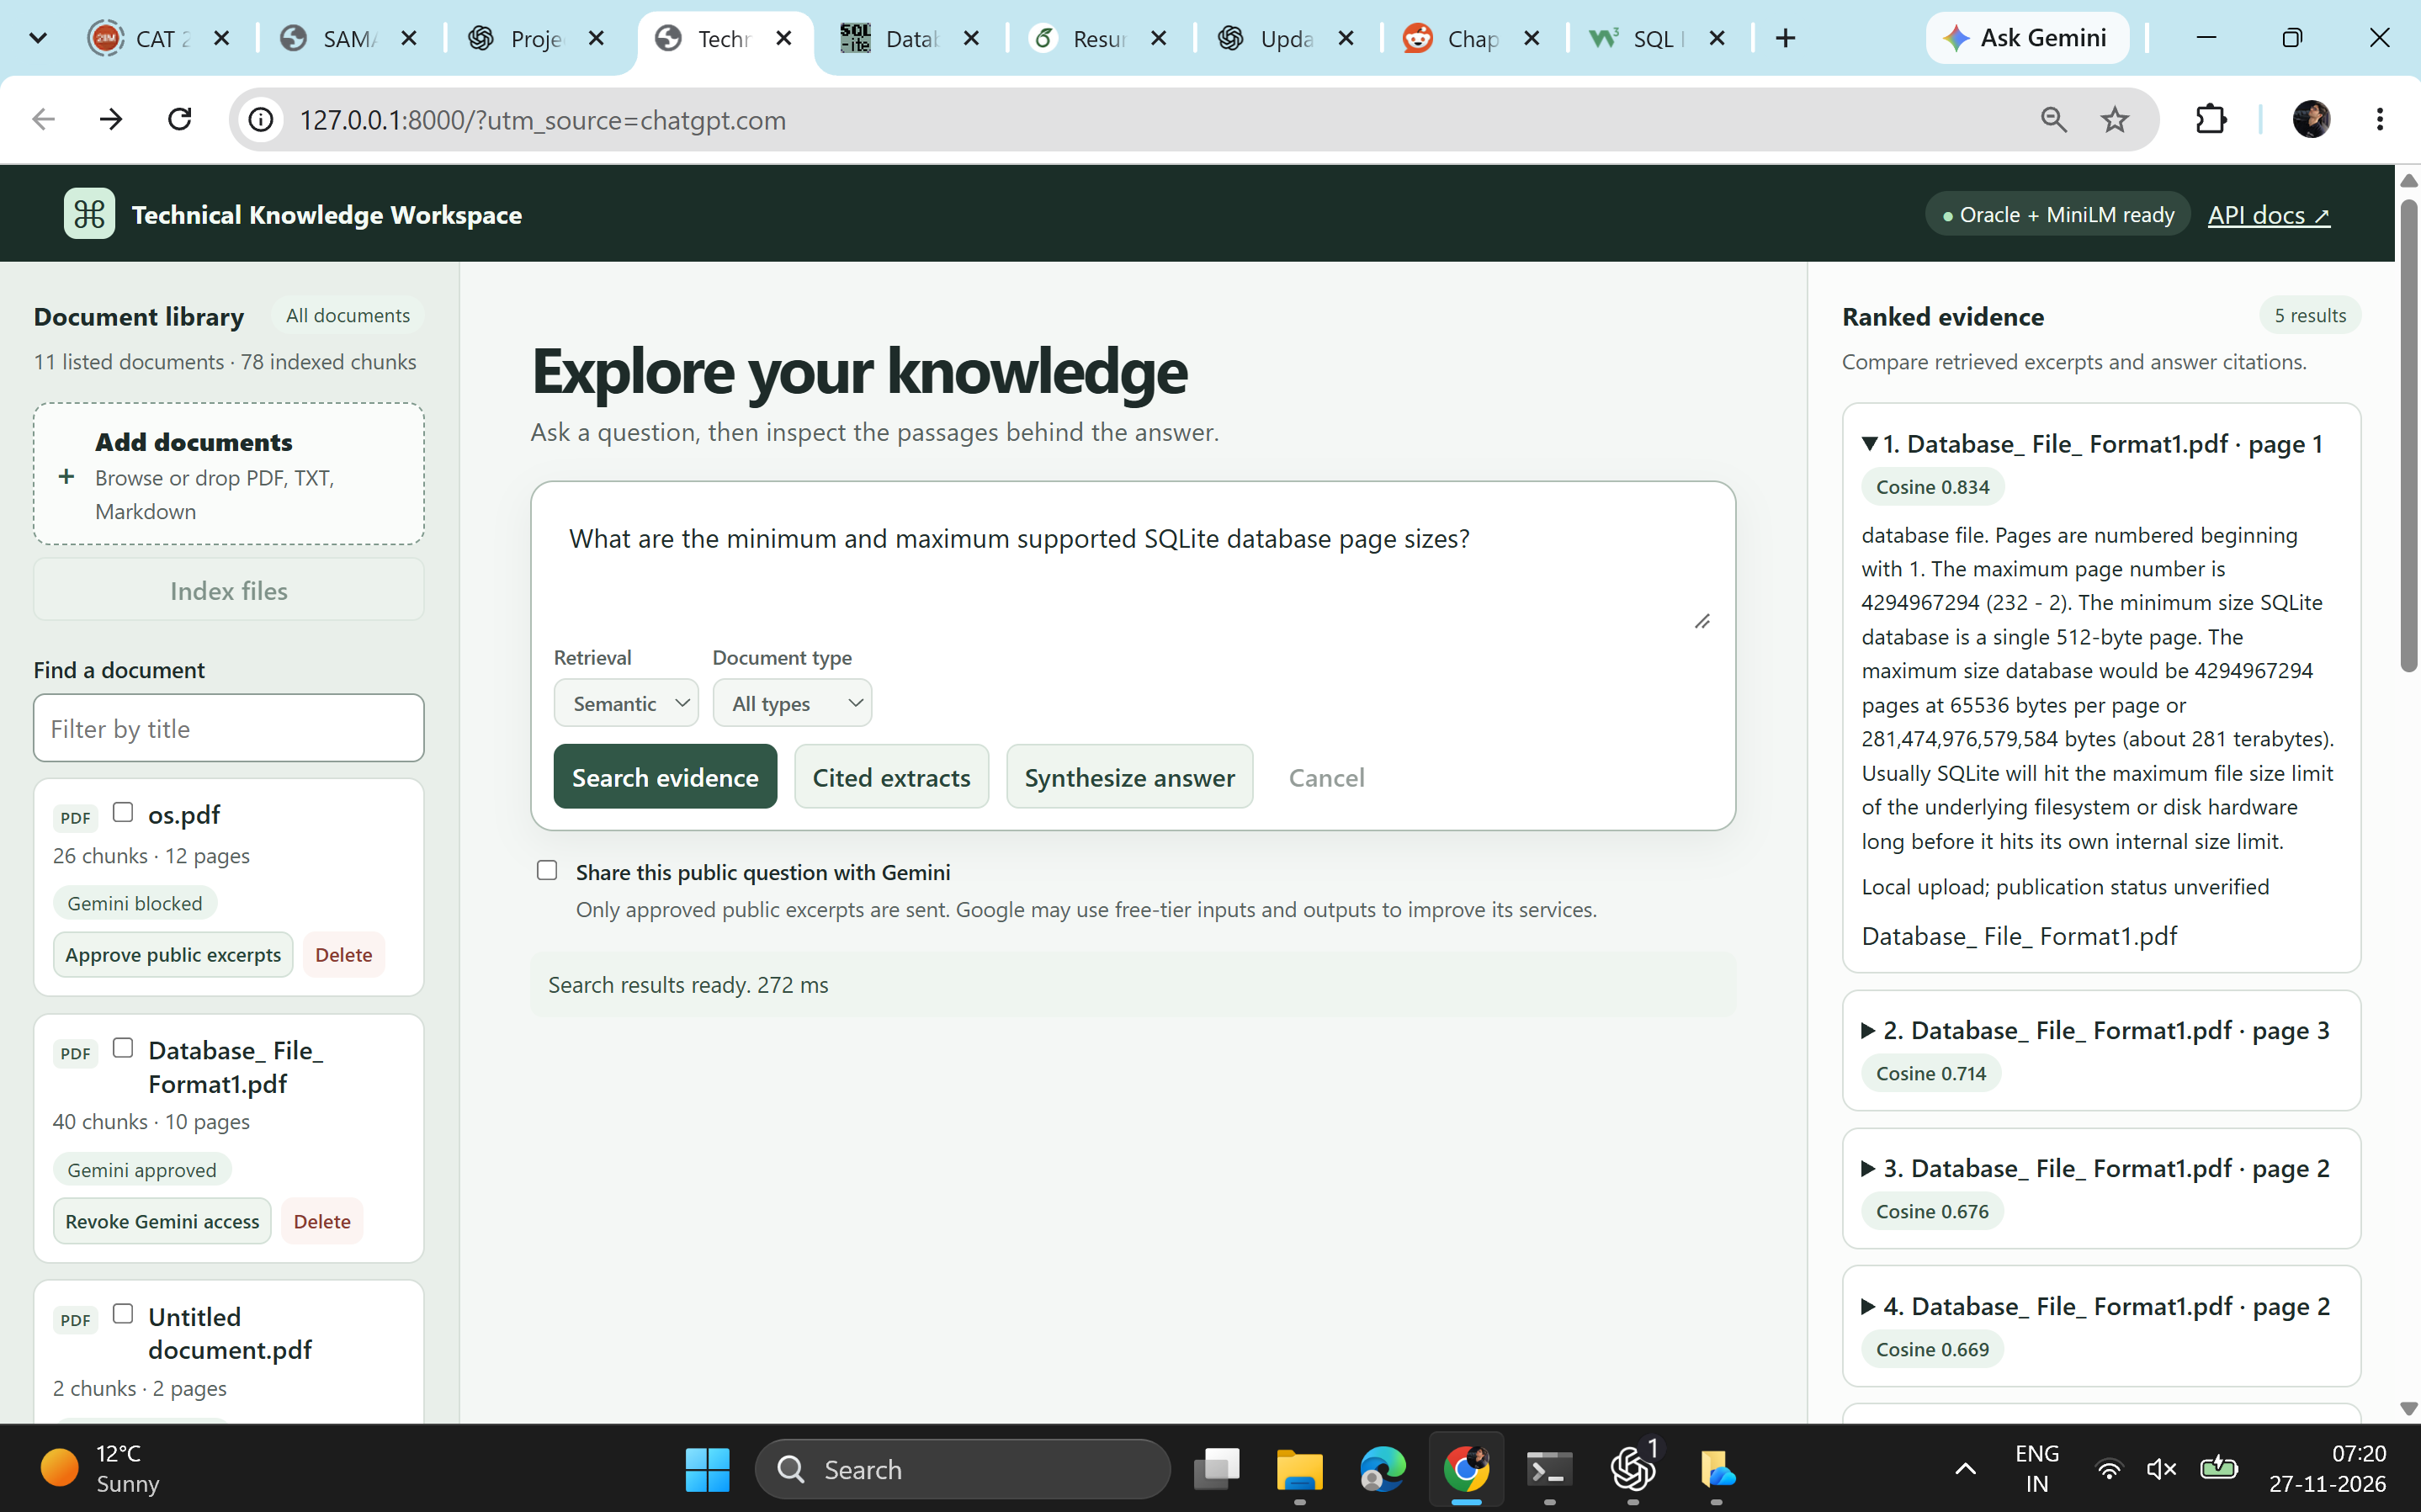 CAT 2
SAMA
Proje
Techr
Datab
Resur
Upda
Chap
SQL
Ask Gemini
127.0.0.1:8000/?utm_source=chatgpt.com
Technical Knowledge Workspace
Oracle + MiniLM ready
API docs ↗
Document library
All documents
11 listed documents · 78 indexed chunks
+
Add documents
Browse or drop PDF, TXT,
Markdown
Index files
Find a document
Filter by title
PDF
os.pdf
26 chunks · 12 pages
Gemini blocked
Approve public excerpts
Delete
PDF
Database_ File_
Format1.pdf
40 chunks · 10 pages
Gemini approved
Revoke Gemini access
Delete
PDF
Untitled
document.pdf
2 chunks · 2 pages
Explore your knowledge
Ask a question, then inspect the passages behind the answer.
What are the minimum and maximum supported SQLite database page sizes?
Retrieval
Document type
Semantic
All types
Search evidence
Cited extracts
Synthesize answer
Cancel
Share this public question with Gemini
Only approved public excerpts are sent. Google may use free-tier inputs and outputs to improve its services.
Search results ready. 272 ms
Ranked evidence
5 results
Compare retrieved excerpts and answer citations.
1. Database_ File_ Format1.pdf · page 1
Cosine 0.834
database file. Pages are numbered beginning
with 1. The maximum page number is
4294967294 (232 - 2). The minimum size SQLite
database is a single 512-byte page. The
maximum size database would be 4294967294
pages at 65536 bytes per page or
281,474,976,579,584 bytes (about 281 terabytes).
Usually SQLite will hit the maximum file size limit
of the underlying filesystem or disk hardware
long before it hits its own internal size limit.
Local upload; publication status unverified
Database_ File_ Format1.pdf
2. Database_ File_ Format1.pdf · page 3
Cosine 0.714
3. Database_ File_ Format1.pdf · page 2
Cosine 0.676
4. Database_ File_ Format1.pdf · page 2
Cosine 0.669
12°C
Sunny
Search
1
ENG
IN
07:20
27-11-2026